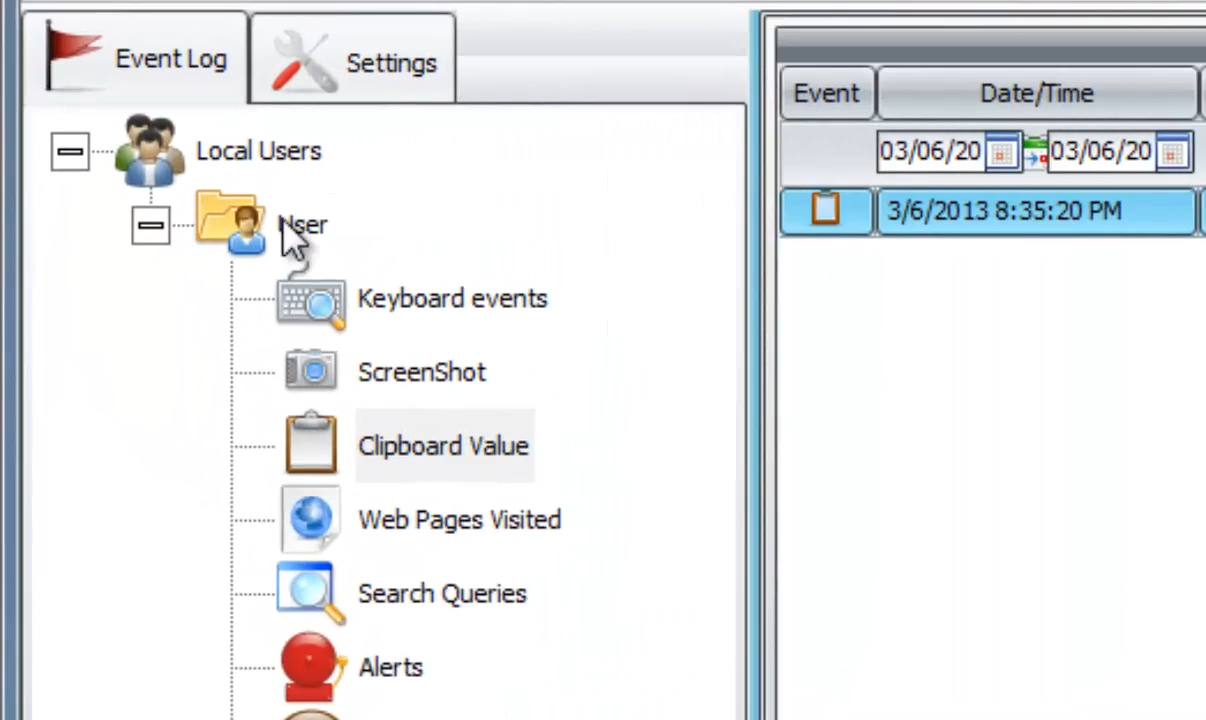 Event Log
Settings
Local Users
User
Keyboard events
ScreenShot
Clipboard Value
Web Pages Visited
Search Queries
Alerts
Event
Date/Time
03/06/20
03/06/20
3/6/2013 8:35:20 PM